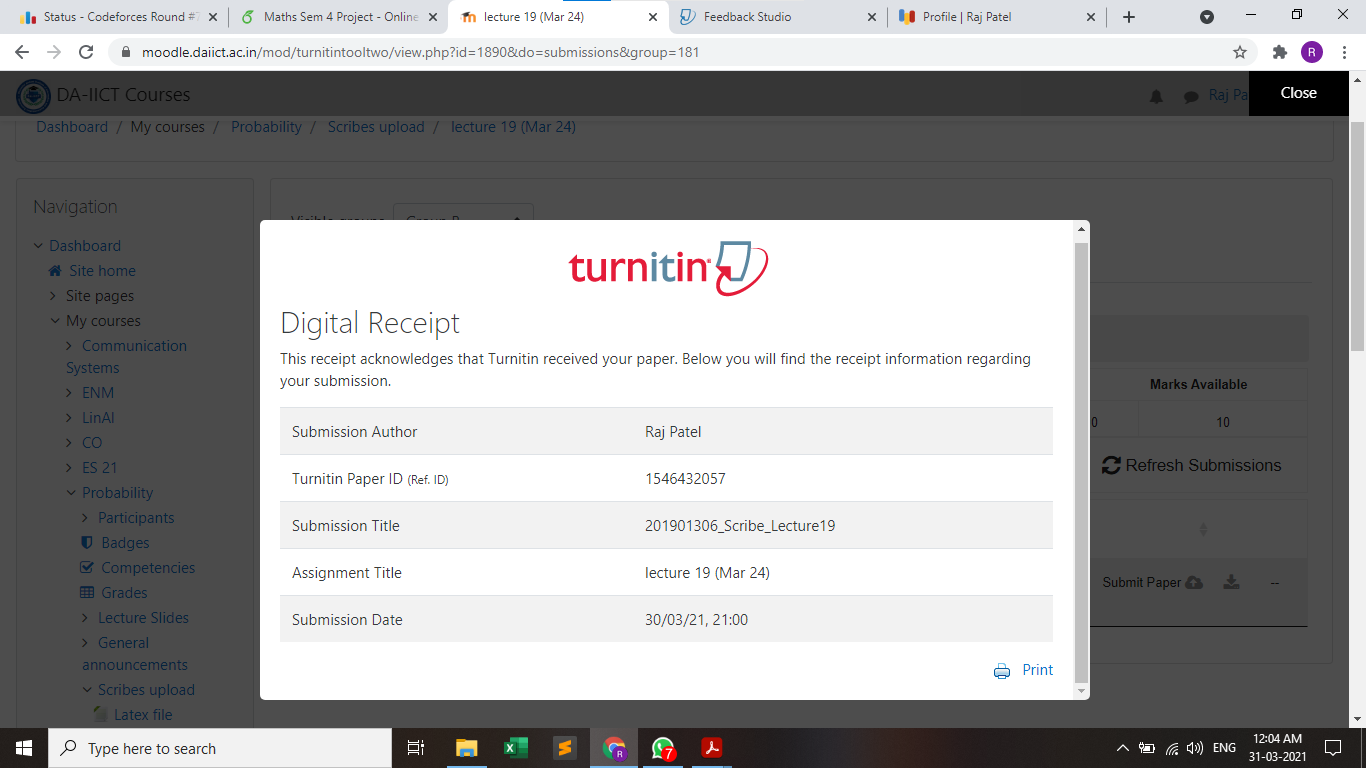 Status - Codeforces Round #7
Maths Sem 4 Project - Online
lecture 19 (Mar 24)
Feedback Studio
Profile | Raj Patel
moodle.daiict.ac.in/mod/turnitintooltwo/view.php?id=1890&do=submissions&group=181
R
DA-IICT Courses
Raj Pa
Close
Dashboard / My courses / Probability / Scribes upload / lecture 19 (Mar 24)
Navigation
Dashboard
Site home
Site pages
My courses
Communication
Systems
ENM
LinAl
CO
ES 21
Probability
Participants
Badges
Competencies
Grades
Lecture Slides
General
announcements
Scribes upload
Latex file
turnitin
Digital Receipt
This receipt acknowledges that Turnitin received your paper. Below you will find the receipt information regarding
your submission.
Submission Author Raj Patel
Turnitin Paper ID (Ref. ID) 1546432057
Submission Title 201901306_Scribe_Lecture19
Assignment Title lecture 19 (Mar 24)
Submission Date 30/03/21, 21:00
Print
Marks Available
0 10
Refresh Submissions
Submit Paper --
Type here to search
R
7
ENG
12:04 AM
31-03-2021